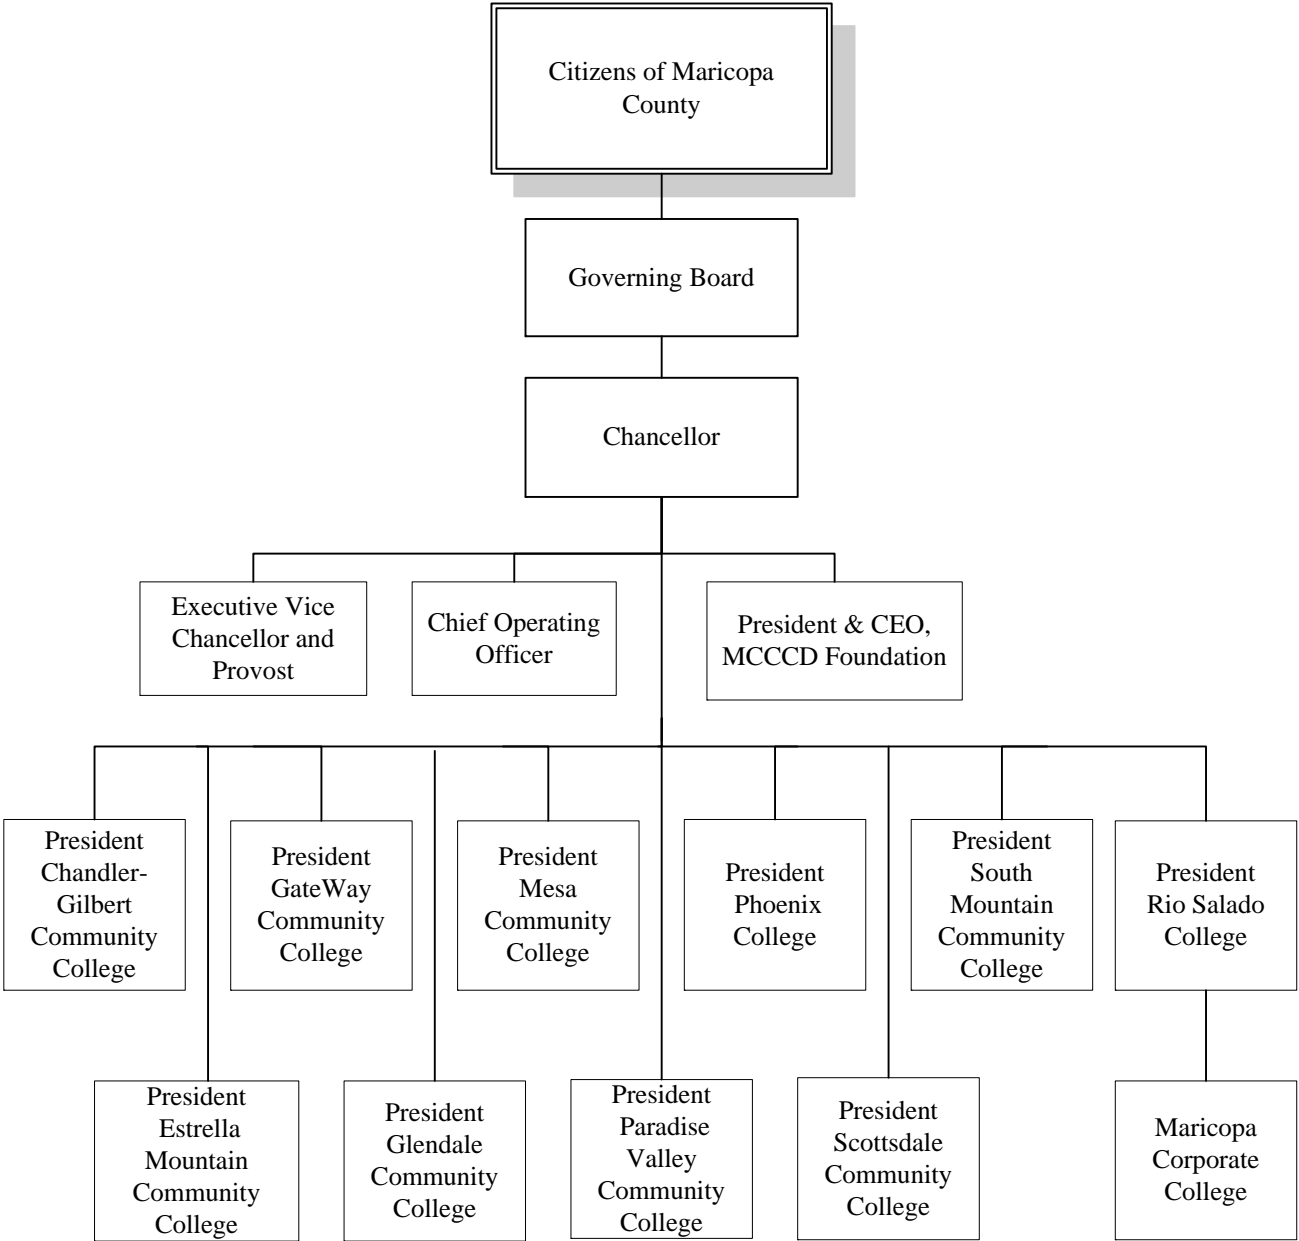 Citizens of Maricopa
County
Governing Board
Chancellor
Executive Vice
Chancellor and
Provost
Chief Operating
Officer
President & CEO,
MCCCD Foundation
President
Chandler-
Gilbert
Community
College
President
GateWay
Community
College
President
Mesa
Community
College
President
Phoenix
College
President
South
Mountain
Community
College
President
Rio Salado
College
President
Estrella
Mountain
Community
College
President
Glendale
Community
College
President
Paradise
Valley
Community
College
President
Scottsdale
Community
College
Maricopa
Corporate
College